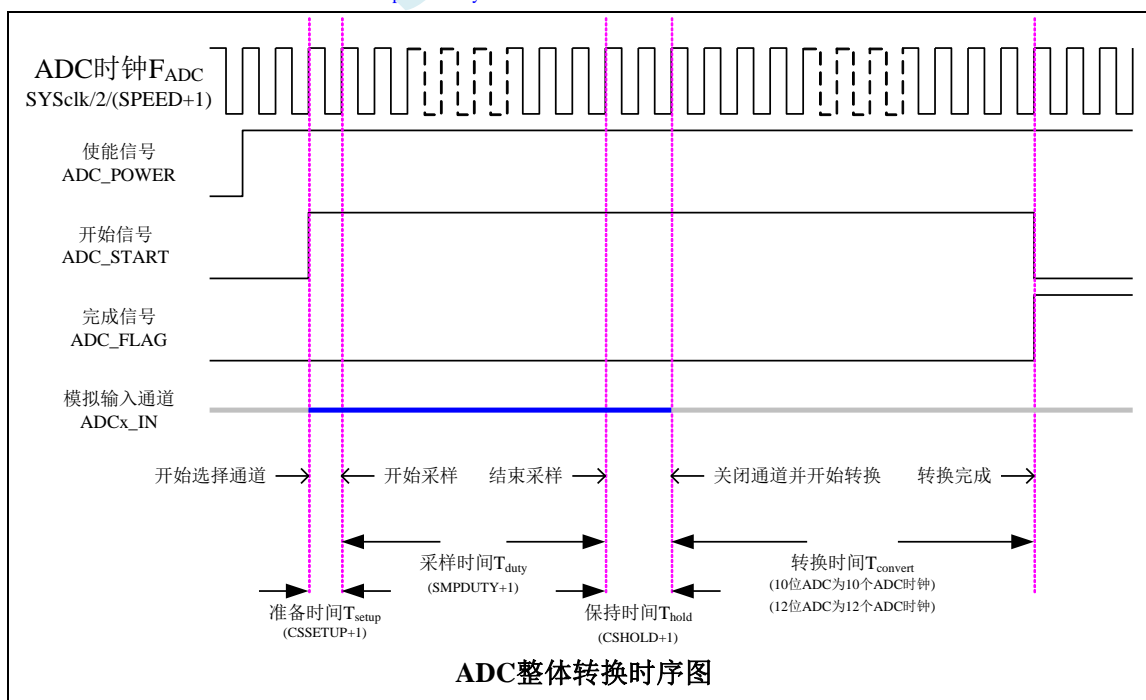 ADC时钟FADC
SYSclk/2/(SPEED+1)
使能信号
ADC_POWER
开始信号
ADC_START
完成信号
ADC_FLAG
模拟输入通道
ADCx_IN
开始选择通道
开始采样
结束采样
关闭通道并开始转换
转换完成
采样时间Tduty
(SMPDUTY+1)
转换时间Tconvert
(10位ADC为10个ADC时钟)
(12位ADC为12个ADC时钟)
准备时间Tsetup
(CSSETUP+1)
保持时间Thold
(CSHOLD+1)
ADC整体转换时序图